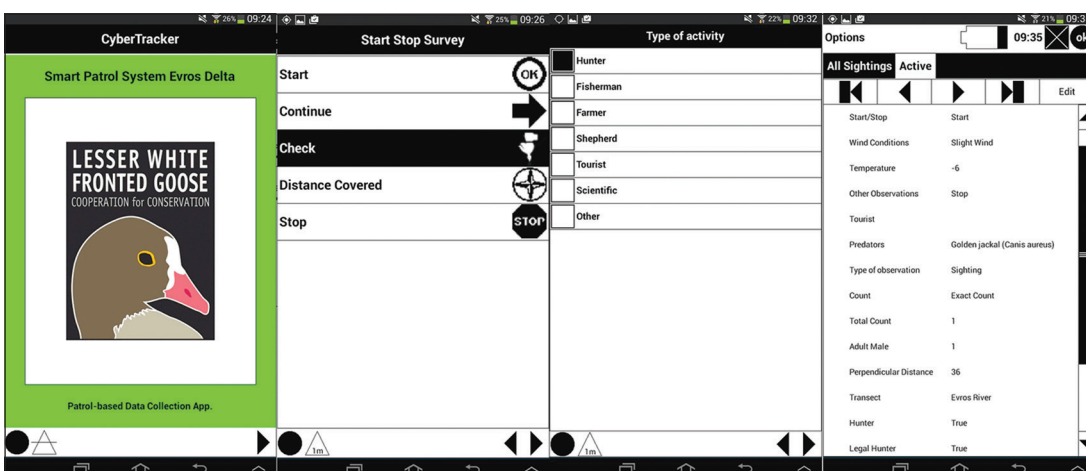 26% 09:24
CyberTracker
Smart Patrol System Evros Delta
LESSER WHITE
FRONTED GOOSE
COOPERATION for CONSERVATION
Patrol-based Data Collection App.
25% 09:26
Start Stop Survey
Start OK
Continue
Check
Distance Covered
Stop STOP
1m
22% 09:32
Type of activity
Hunter
Fisherman
Farmer
Shepherd
Tourist
Scientific
Other
1m
21% 09:3
Options 09:35 ok
All Sightings Active
Edit
Start/Stop Start
Wind Conditions Slight Wind
Temperature -6
Other Observations Stop
Tourist
Predators Golden jackal (Canis aureus)
Type of observation Sighting
Count Exact Count
Total Count 1
Adult Male 1
Perpendicular Distance 36
Transect Evros River
Hunter True
Legal Hunter True